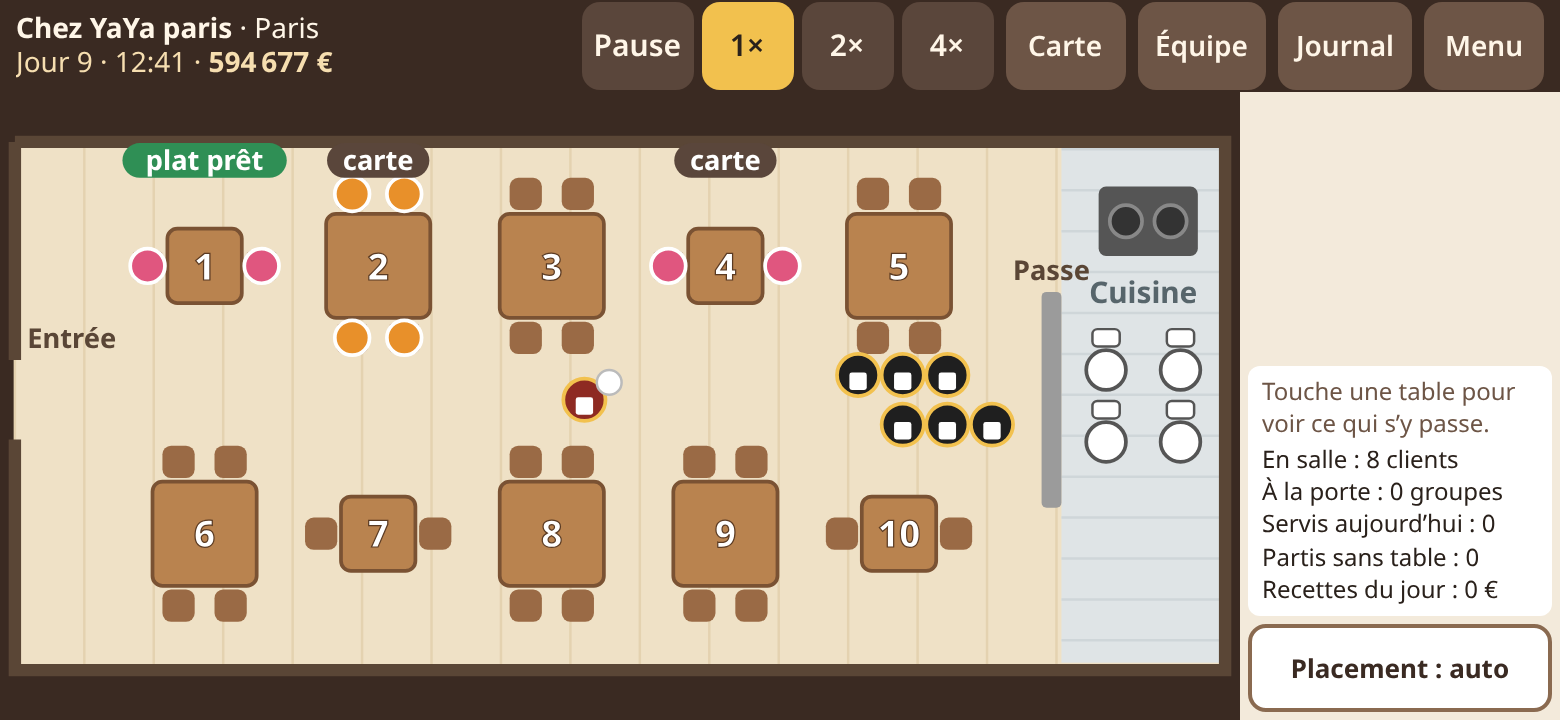 Chez YaYa paris · Paris
Jour 9 · 12:41 · 594 677 €
Pause
1×
2×
4×
Carte
Équipe
Journal
Menu
plat prêt
carte
carte
1
2
3
4
5
Passe
Cuisine
Entrée
6
7
8
9
10
Touche une table pour
voir ce qui s’y passe.
En salle : 8 clients
À la porte : 0 groupes
Servis aujourd’hui : 0
Partis sans table : 0
Recettes du jour : 0 €
Placement : auto